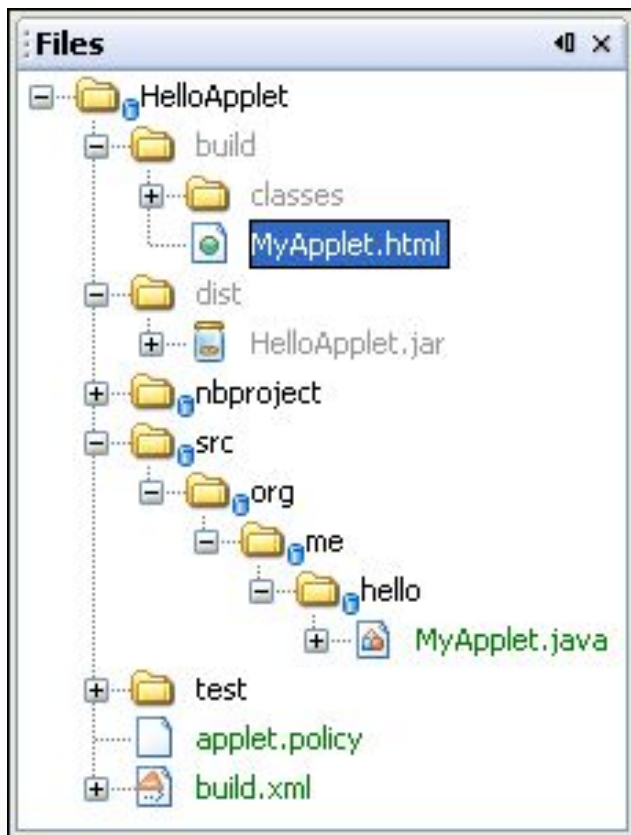 Files
HelloApplet
build
classes
MyApplet.html
dist
HelloApplet.jar
nbproject
src
org
me
hello
MyApplet.java
test
applet.policy
build.xml